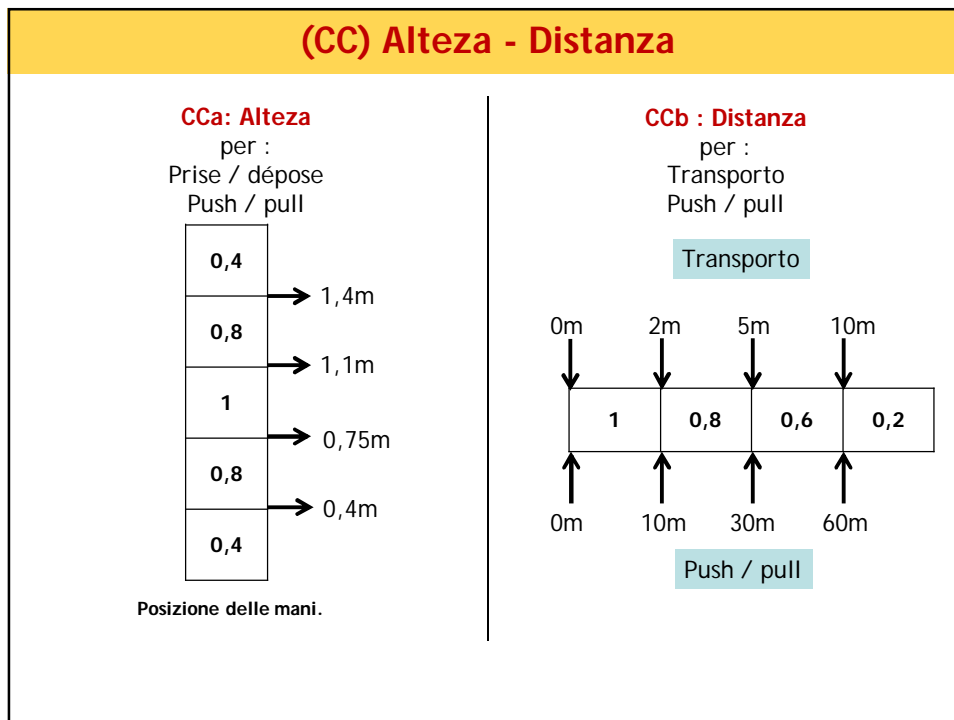 (CC) Alteza - Distanza
CCa: Alteza
per :
Prise / dépose
Push / pull
0,4
1,4m
0,8
1,1m
1
0,75m
0,8
0,4m
0,4
Posizione delle mani.
CCb : Distanza
per :
Transporto
Push / pull
Transporto
0m 2m 5m 10m
1 0,8 0,6 0,2
0m 10m 30m 60m
Push / pull